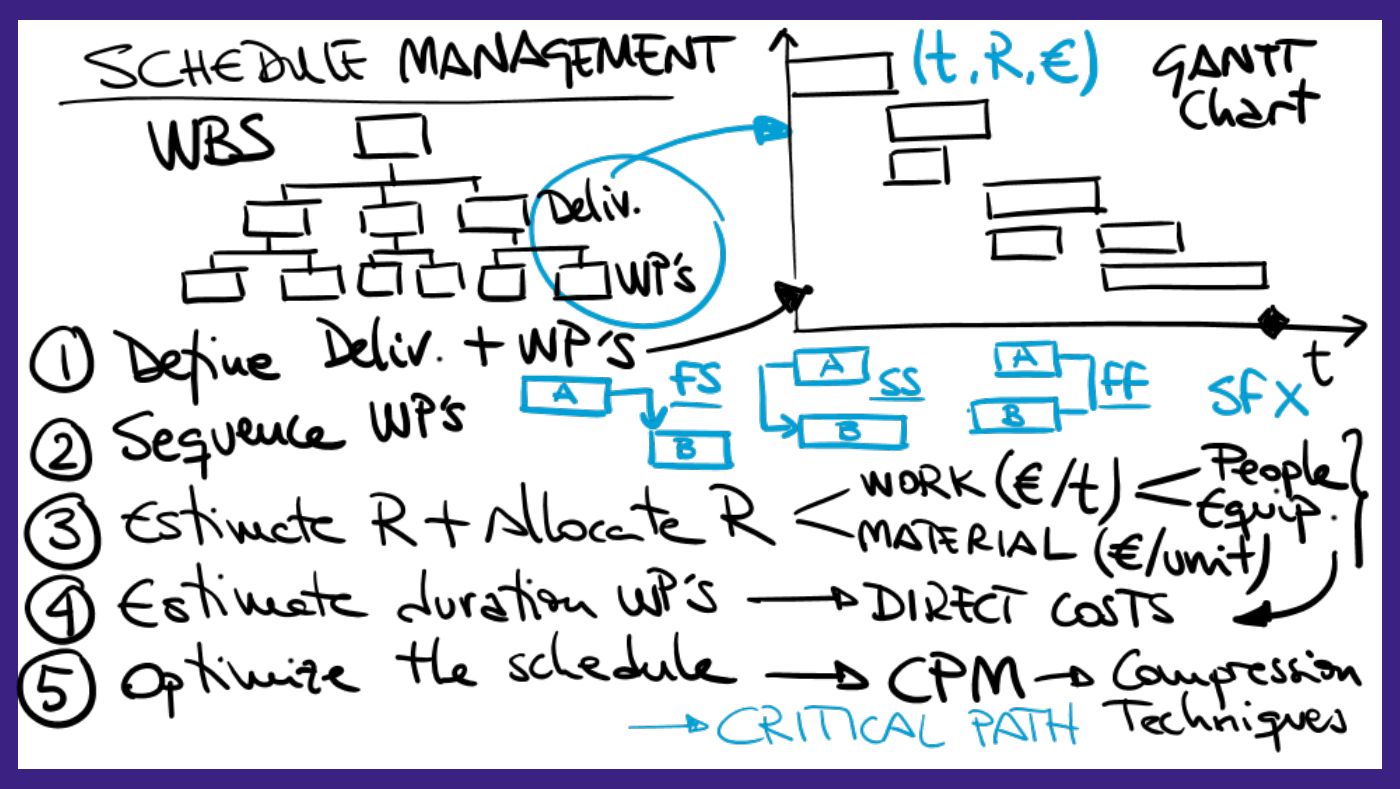 SCHEDULE MANAGEMENT
(t, R, €)
GANTT
Chart
WBS
Deliv.
WP's
t
① Define Deliv. + WP's
A FS B
A SS B
A FF B
SF X
② Sequence WP's
③ Estimate R + Allocate R
WORK (€/t)
People
Equip.
MATERIAL (€/unit)
④ Estimate duration WP's → DIRECT COSTS
⑤ Optimize the schedule → CPM → Compression
Techniques
→ CRITICAL PATH